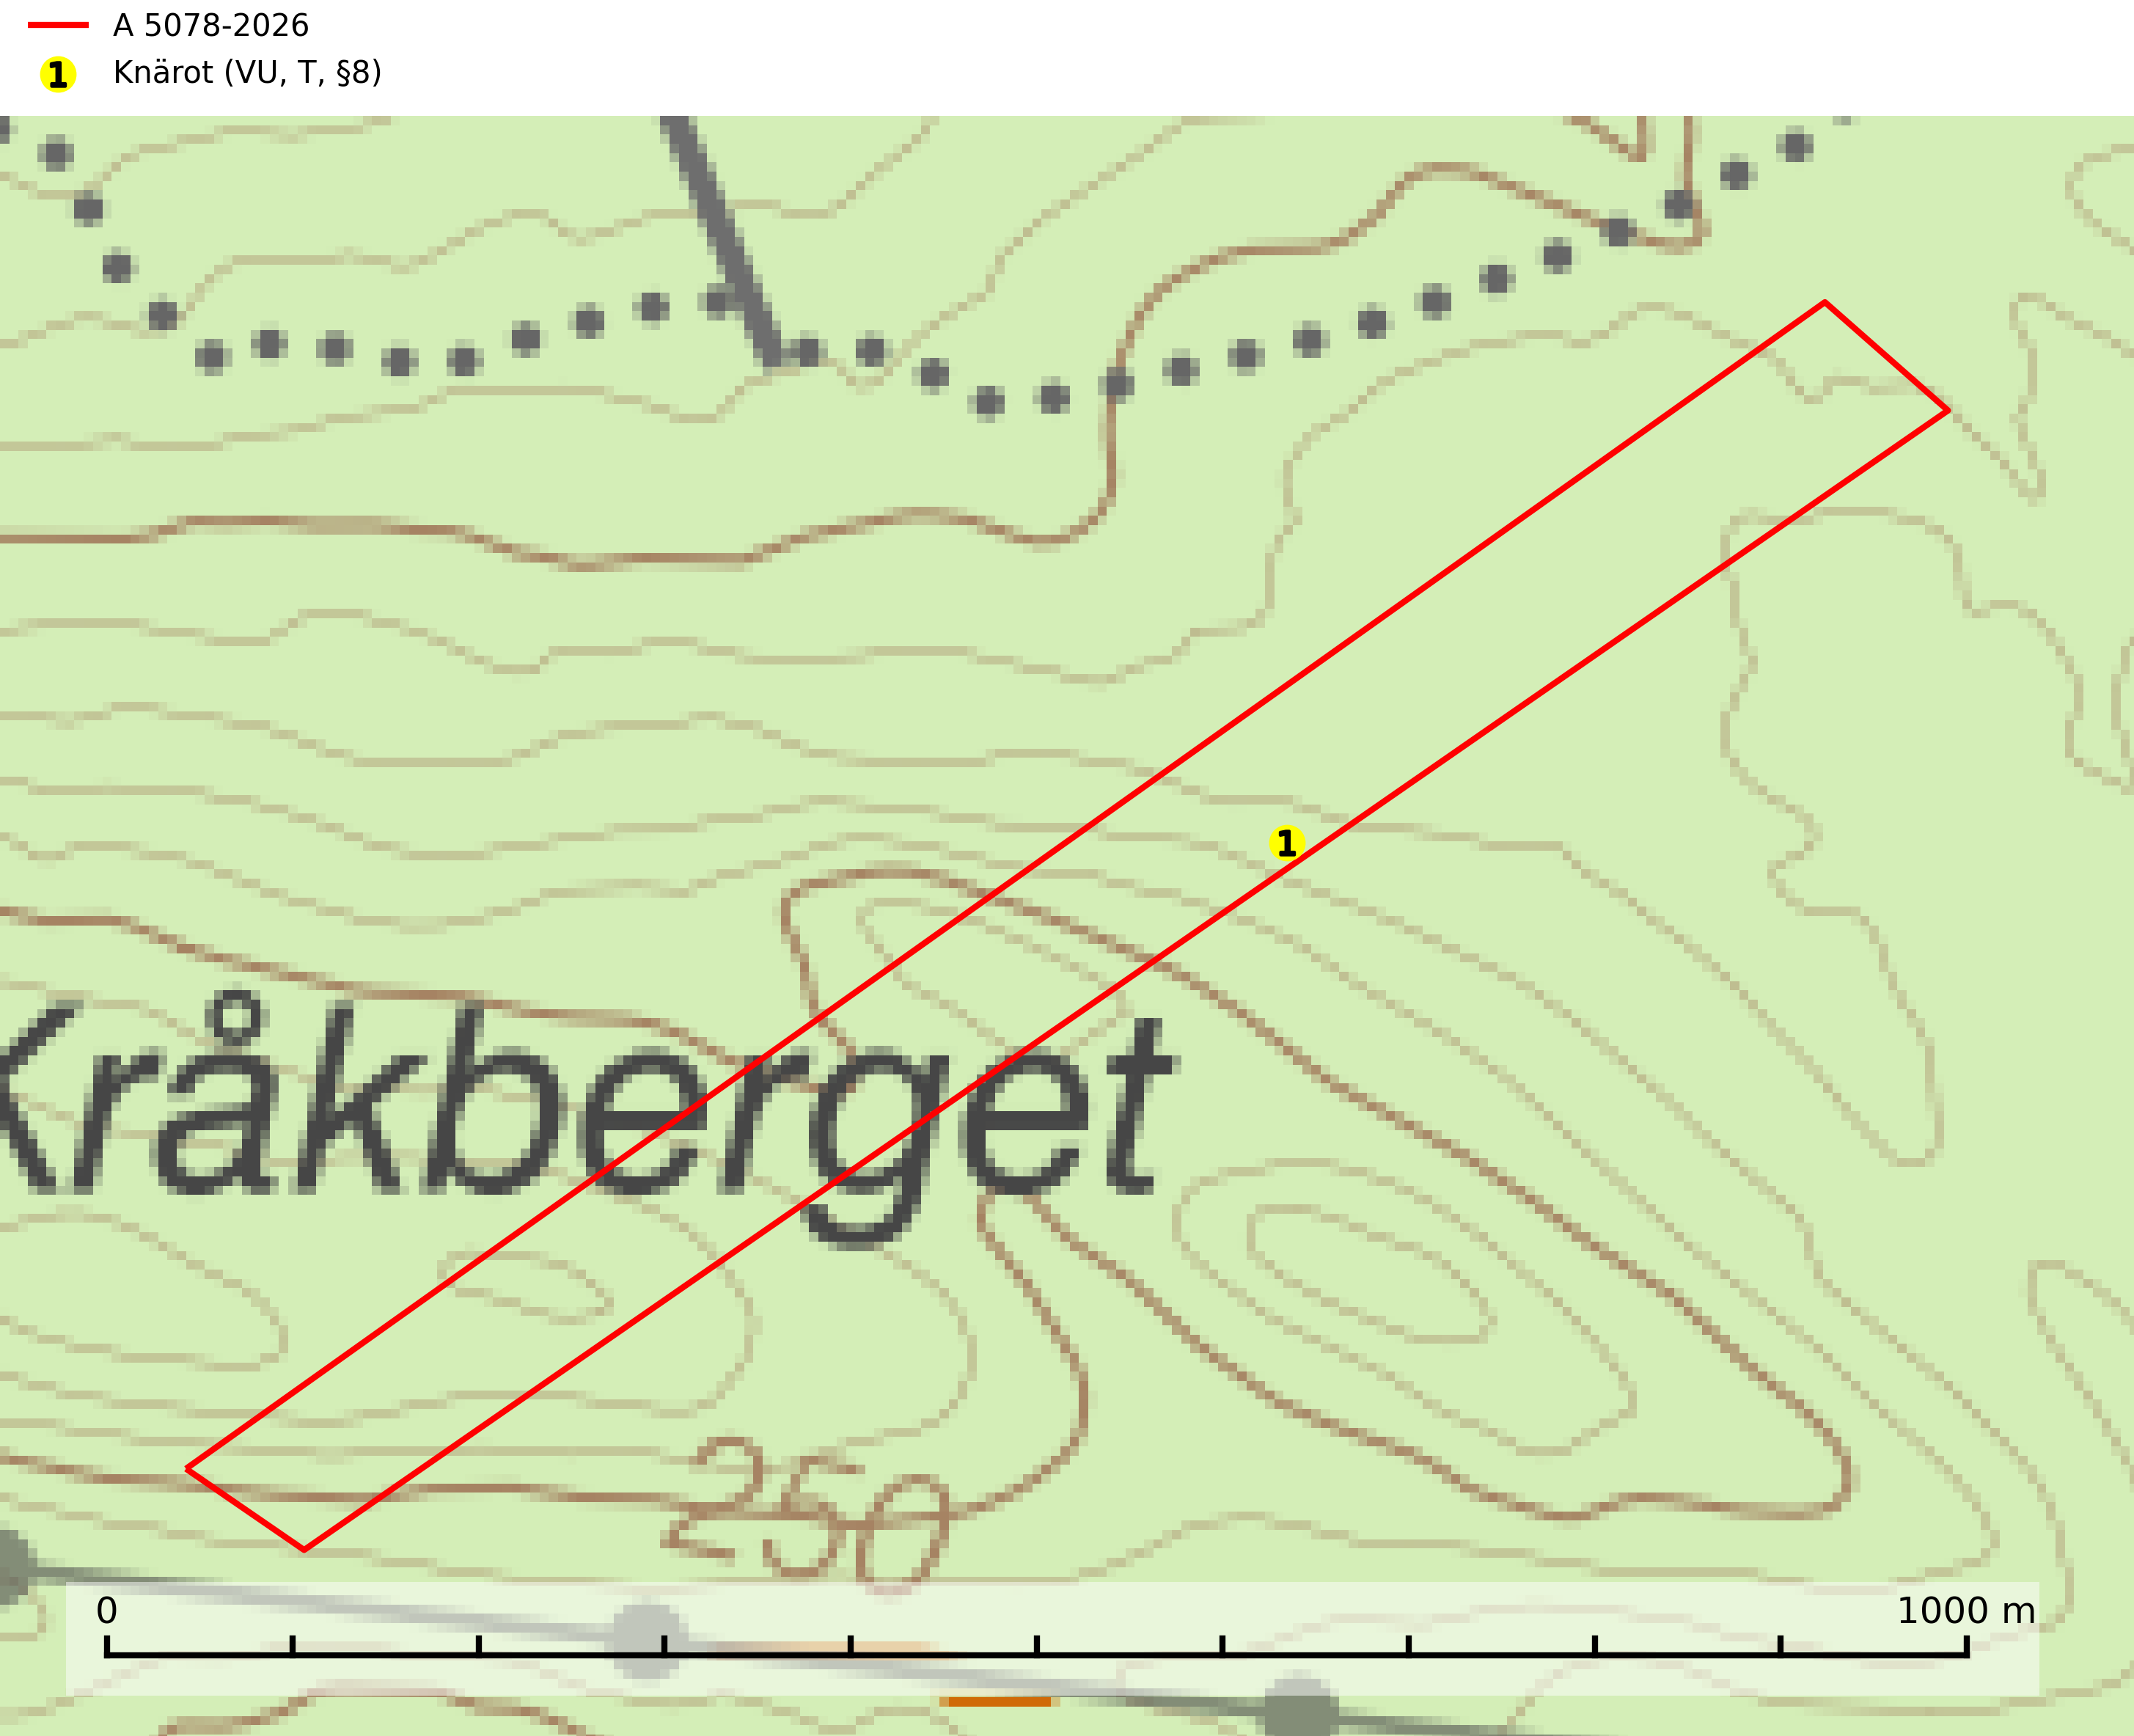 A 5078-2026
1 Knärot (VU, T, §8)
1
Kråkberget
250
0 1000 m